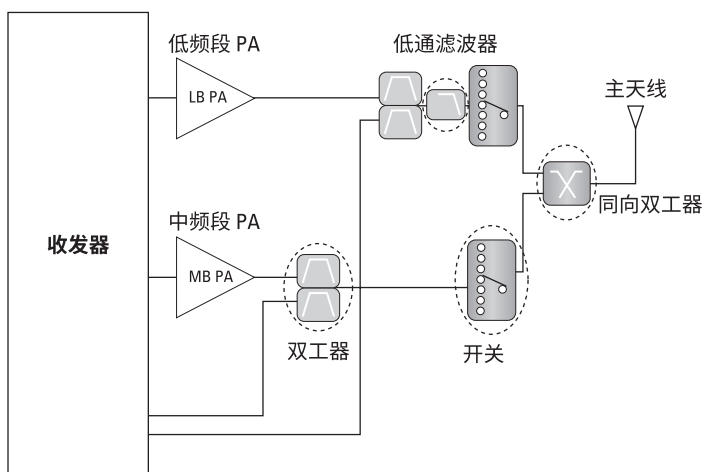 低频段 PA
低通滤波器
LB PA
主天线
同向双工器
中频段 PA
收发器
MB PA
双工器
开关